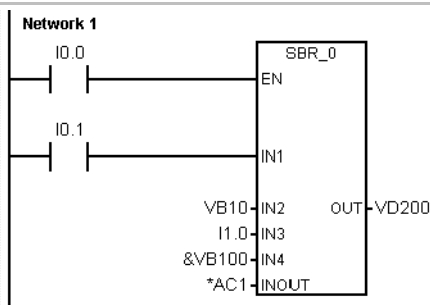 Network 1
I0.0
SBR_0
EN
I0.1
IN1
VB10 IN2 OUT VD200
I1.0 IN3
&VB100 IN4
*AC1 INOUT